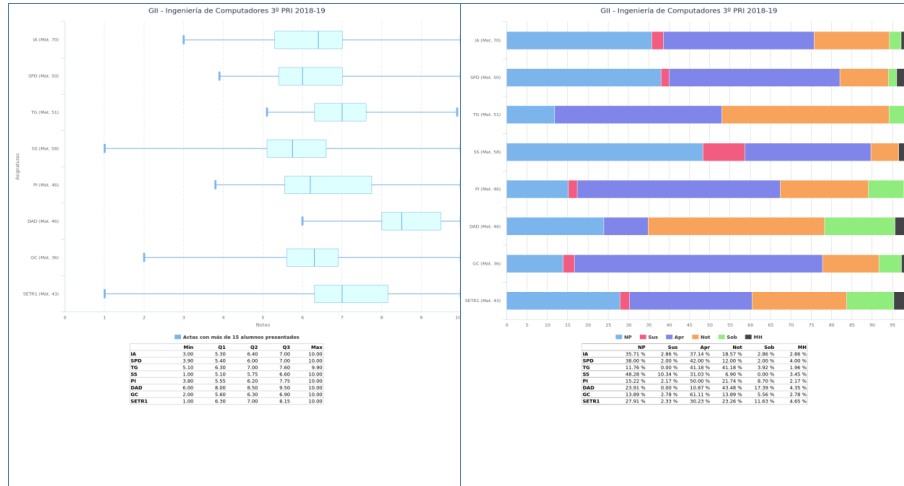 GII - Ingeniería de Computadores 3º PRI 2018-19
IA (Mat. 70)
SPD (Mat. 50)
TG (Mat. 51)
SS (Mat. 58)
PI (Mat. 46)
DAD (Mat. 46)
GC (Mat. 36)
SETR1 (Mat. 43)
Asignaturas
0 1 2 3 4 5 6 7 8 9 10
Notas
Actas con más de 15 alumnos presentados
Min Q1 Q2 Q3 Max
IA 3.00 5.30 6.40 7.00 10.00
SPD 3.90 5.40 6.00 7.00 10.00
TG 5.10 6.30 7.00 7.60 9.90
SS 1.00 5.10 5.75 6.60 10.00
PI 3.80 5.55 6.20 7.75 10.00
DAD 6.00 8.00 8.50 9.50 10.00
GC 2.00 5.60 6.30 6.90 10.00
SETR1 1.00 6.30 7.00 8.15 10.00
GII - Ingeniería de Computadores 3º PRI 2018-19
IA (Mat. 70)
SPD (Mat. 50)
TG (Mat. 51)
SS (Mat. 58)
PI (Mat. 46)
DAD (Mat. 46)
GC (Mat. 36)
SETR1 (Mat. 43)
0 5 10 15 20 25 30 35 40 45 50 55 60 65 70 75 80 85 90 95
NP Sus Apr Not Sob MH
NP Sus Apr Not Sob MH
IA 35.71 % 2.86 % 37.14 % 18.57 % 2.86 % 2.86 %
SPD 38.00 % 2.00 % 42.00 % 12.00 % 2.00 % 4.00 %
TG 11.76 % 0.00 % 41.18 % 41.18 % 3.92 % 1.96 %
SS 48.28 % 10.34 % 31.03 % 6.90 % 0.00 % 3.45 %
PI 15.22 % 2.17 % 50.00 % 21.74 % 8.70 % 2.17 %
DAD 23.91 % 0.00 % 10.87 % 43.48 % 17.39 % 4.35 %
GC 13.89 % 2.78 % 61.11 % 13.89 % 5.56 % 2.78 %
SETR1 27.91 % 2.33 % 30.23 % 23.26 % 11.63 % 4.65 %